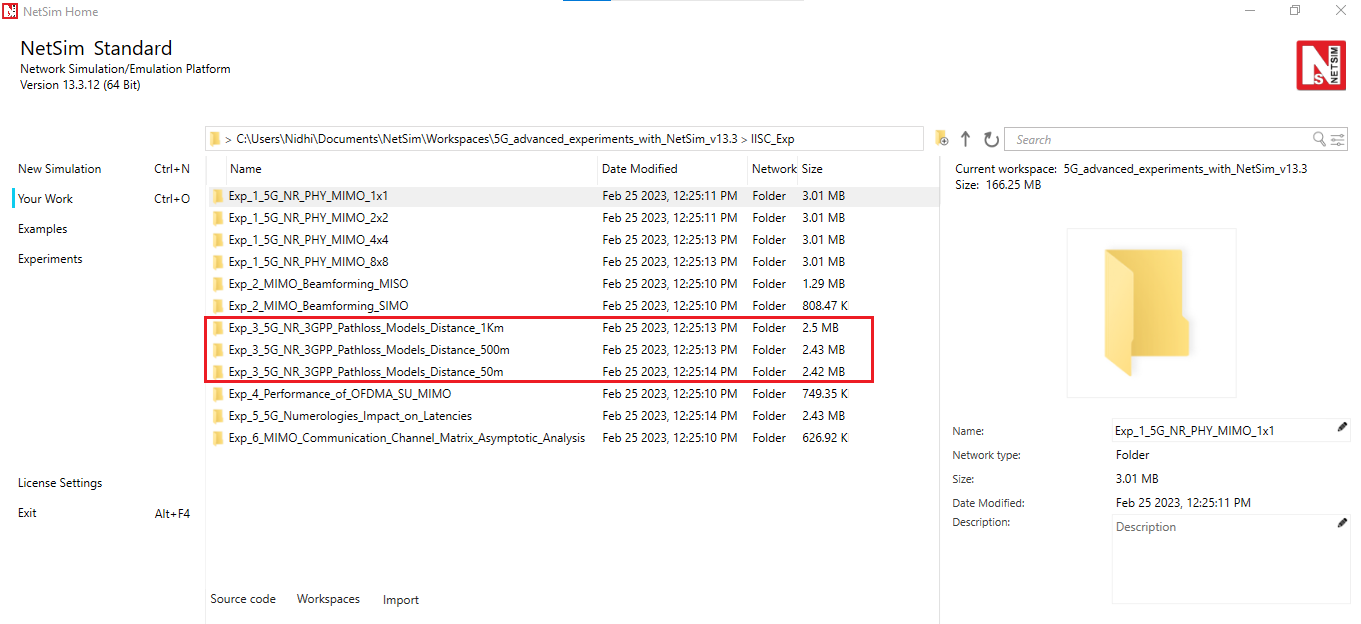 NetSim Home
NetSim Standard
Network Simulation/Emulation Platform
Version 13.3.12 (64 Bit)
NETSIM
> C:\Users\Nidhi\Documents\NetSim\Workspaces\5G_advanced_experiments_with_NetSim_v13.3 > IISC_Exp
Search
New Simulation Ctrl+N
Your Work Ctrl+O
Examples
Experiments
License Settings
Exit Alt+F4
Name Date Modified Network Size
Exp_1_5G_NR_PHY_MIMO_1x1 Feb 25 2023, 12:25:11 PM Folder 3.01 MB
Exp_1_5G_NR_PHY_MIMO_2x2 Feb 25 2023, 12:25:11 PM Folder 3.01 MB
Exp_1_5G_NR_PHY_MIMO_4x4 Feb 25 2023, 12:25:13 PM Folder 3.01 MB
Exp_1_5G_NR_PHY_MIMO_8x8 Feb 25 2023, 12:25:13 PM Folder 3.01 MB
Exp_2_MIMO_Beamforming_MISO Feb 25 2023, 12:25:10 PM Folder 1.29 MB
Exp_2_MIMO_Beamforming_SIMO Feb 25 2023, 12:25:10 PM Folder 808.47 K
Exp_3_5G_NR_3GPP_Pathloss_Models_Distance_1Km Feb 25 2023, 12:25:13 PM Folder 2.5 MB
Exp_3_5G_NR_3GPP_Pathloss_Models_Distance_500m Feb 25 2023, 12:25:13 PM Folder 2.43 MB
Exp_3_5G_NR_3GPP_Pathloss_Models_Distance_50m Feb 25 2023, 12:25:14 PM Folder 2.42 MB
Exp_4_Performance_of_OFDMA_SU_MIMO Feb 25 2023, 12:25:10 PM Folder 749.35 K
Exp_5_5G_Numerologies_Impact_on_Latencies Feb 25 2023, 12:25:14 PM Folder 2.43 MB
Exp_6_MIMO_Communication_Channel_Matrix_Asymptotic_Analysis Feb 25 2023, 12:25:10 PM Folder 626.92 K
Source code Workspaces Import
Current workspace: 5G_advanced_experiments_with_NetSim_v13.3
Size: 166.25 MB
Name: Exp_1_5G_NR_PHY_MIMO_1x1
Network type: Folder
Size: 3.01 MB
Date Modified: Feb 25 2023, 12:25:11 PM
Description: Description